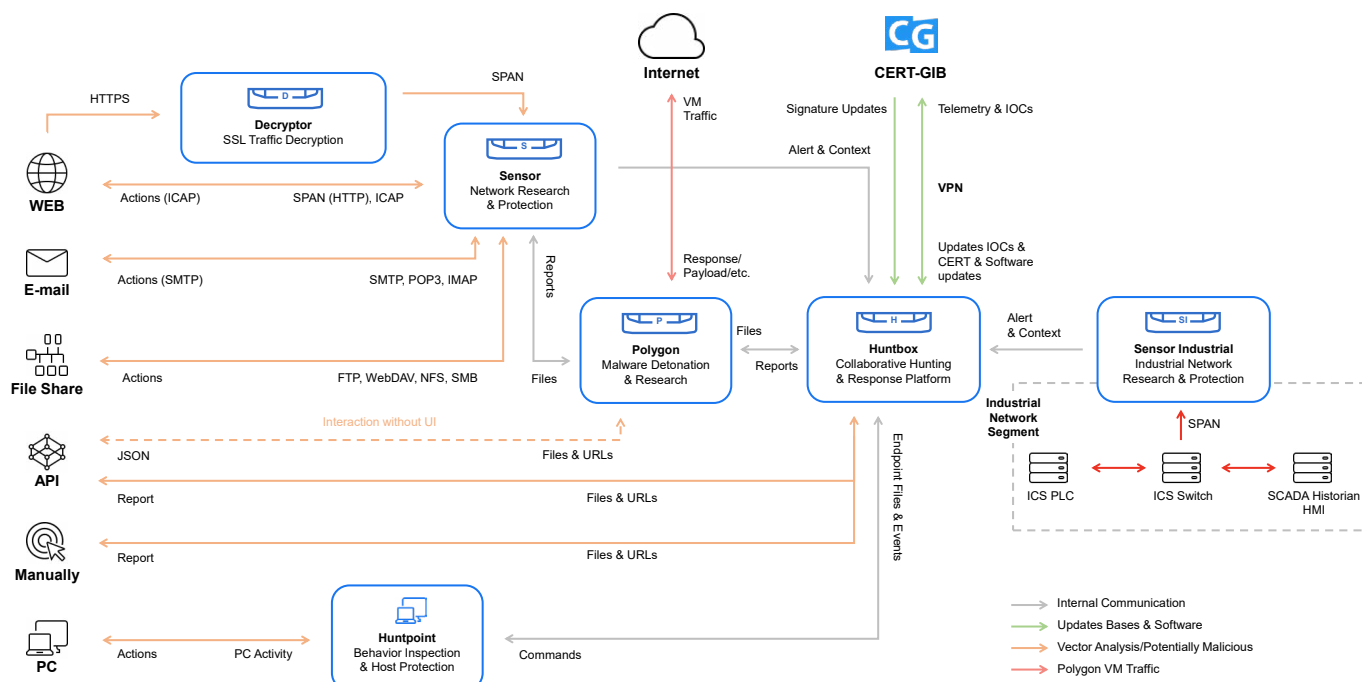 CG
Internet
CERT-GIB
HTTPS
SPAN
D
Decryptor
SSL Traffic Decryption
VM
Traffic
Signature Updates
Telemetry & IOCs
S
Sensor
Network Research
& Protection
Alert & Context
WEB
Actions (ICAP)
SPAN (HTTP), ICAP
VPN
E-mail
Actions (SMTP)
SMTP, POP3, IMAP
Reports
Response/
Payload/etc.
Updates IOCs &
CERT & Software
updates
P
Polygon
Malware Detonation
& Research
Files
Reports
H
Huntbox
Collaborative Hunting
& Response Platform
Alert
& Context
SI
Sensor Industrial
Industrial Network
Research & Protection
File Share
Actions
FTP, WebDAV, NFS, SMB
Files
Industrial
Network
Segment
SPAN
Interaction without UI
API
JSON
Files & URLs
Report
Files & URLs
Endpoint Files & Events
ICS PLC
ICS Switch
SCADA Historian
HMI
Manually
Report
Files & URLs
PC
Actions
PC Activity
Huntpoint
Behavior Inspection
& Host Protection
Commands
Internal Communication
Updates Bases & Software
Vector Analysis/Potentially Malicious
Polygon VM Traffic